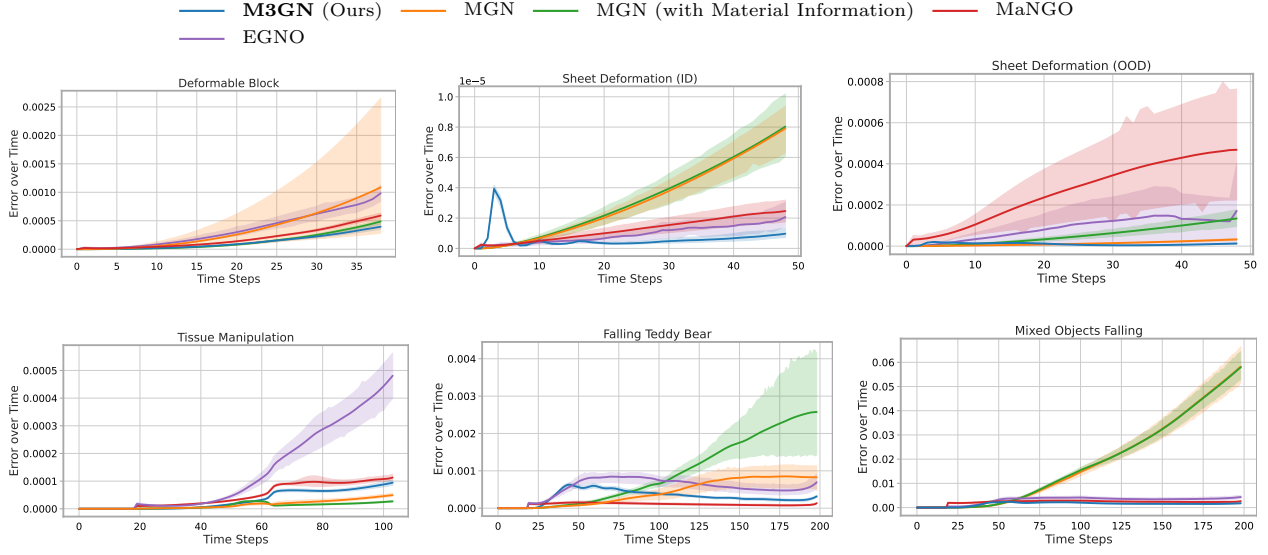 M3GN (Ours) MGN MGN (with Material Information) MaNGO
EGNO
Deformable Block
Error over Time
0.0025
0.0020
0.0015
0.0010
0.0005
0.0000
0 5 10 15 20 25 30 35
Time Steps
Sheet Deformation (ID)
1e−5
Error over Time
1.0
0.8
0.6
0.4
0.2
0.0
0 10 20 30 40 50
Time Steps
Sheet Deformation (OOD)
Error over Time
0.0008
0.0006
0.0004
0.0002
0.0000
0 10 20 30 40 50
Time Steps
Tissue Manipulation
Error over Time
0.0005
0.0004
0.0003
0.0002
0.0001
0.0000
0 20 40 60 80 100
Time Steps
Falling Teddy Bear
Error over Time
0.004
0.003
0.002
0.001
0.000
0 25 50 75 100 125 150 175 200
Time Steps
Mixed Objects Falling
Error over Time
0.06
0.05
0.04
0.03
0.02
0.01
0.00
0 25 50 75 100 125 150 175 200
Time Steps